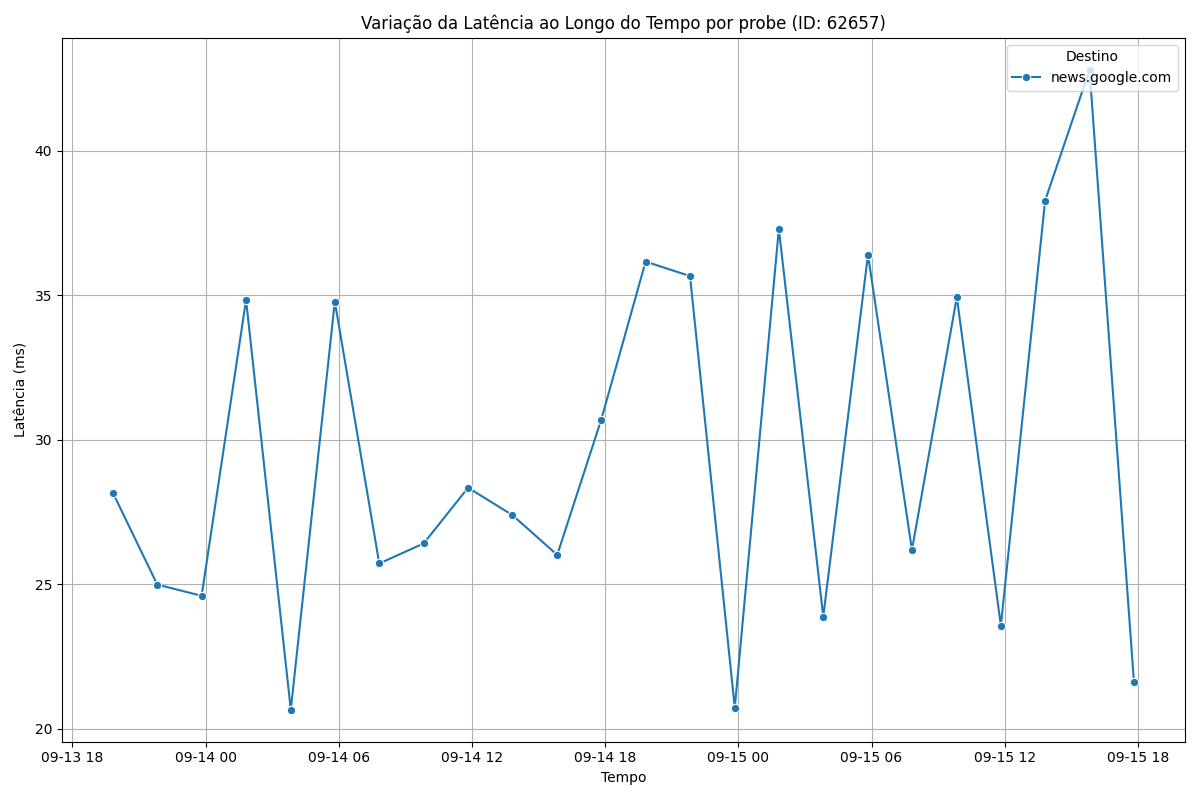 Variação da Latência ao Longo do Tempo por probe (ID: 62657)
Destino
news.google.com
Latência (ms)
40
35
30
25
20
09-13 18
09-14 00
09-14 06
09-14 12
09-14 18
09-15 00
09-15 06
09-15 12
09-15 18
Tempo